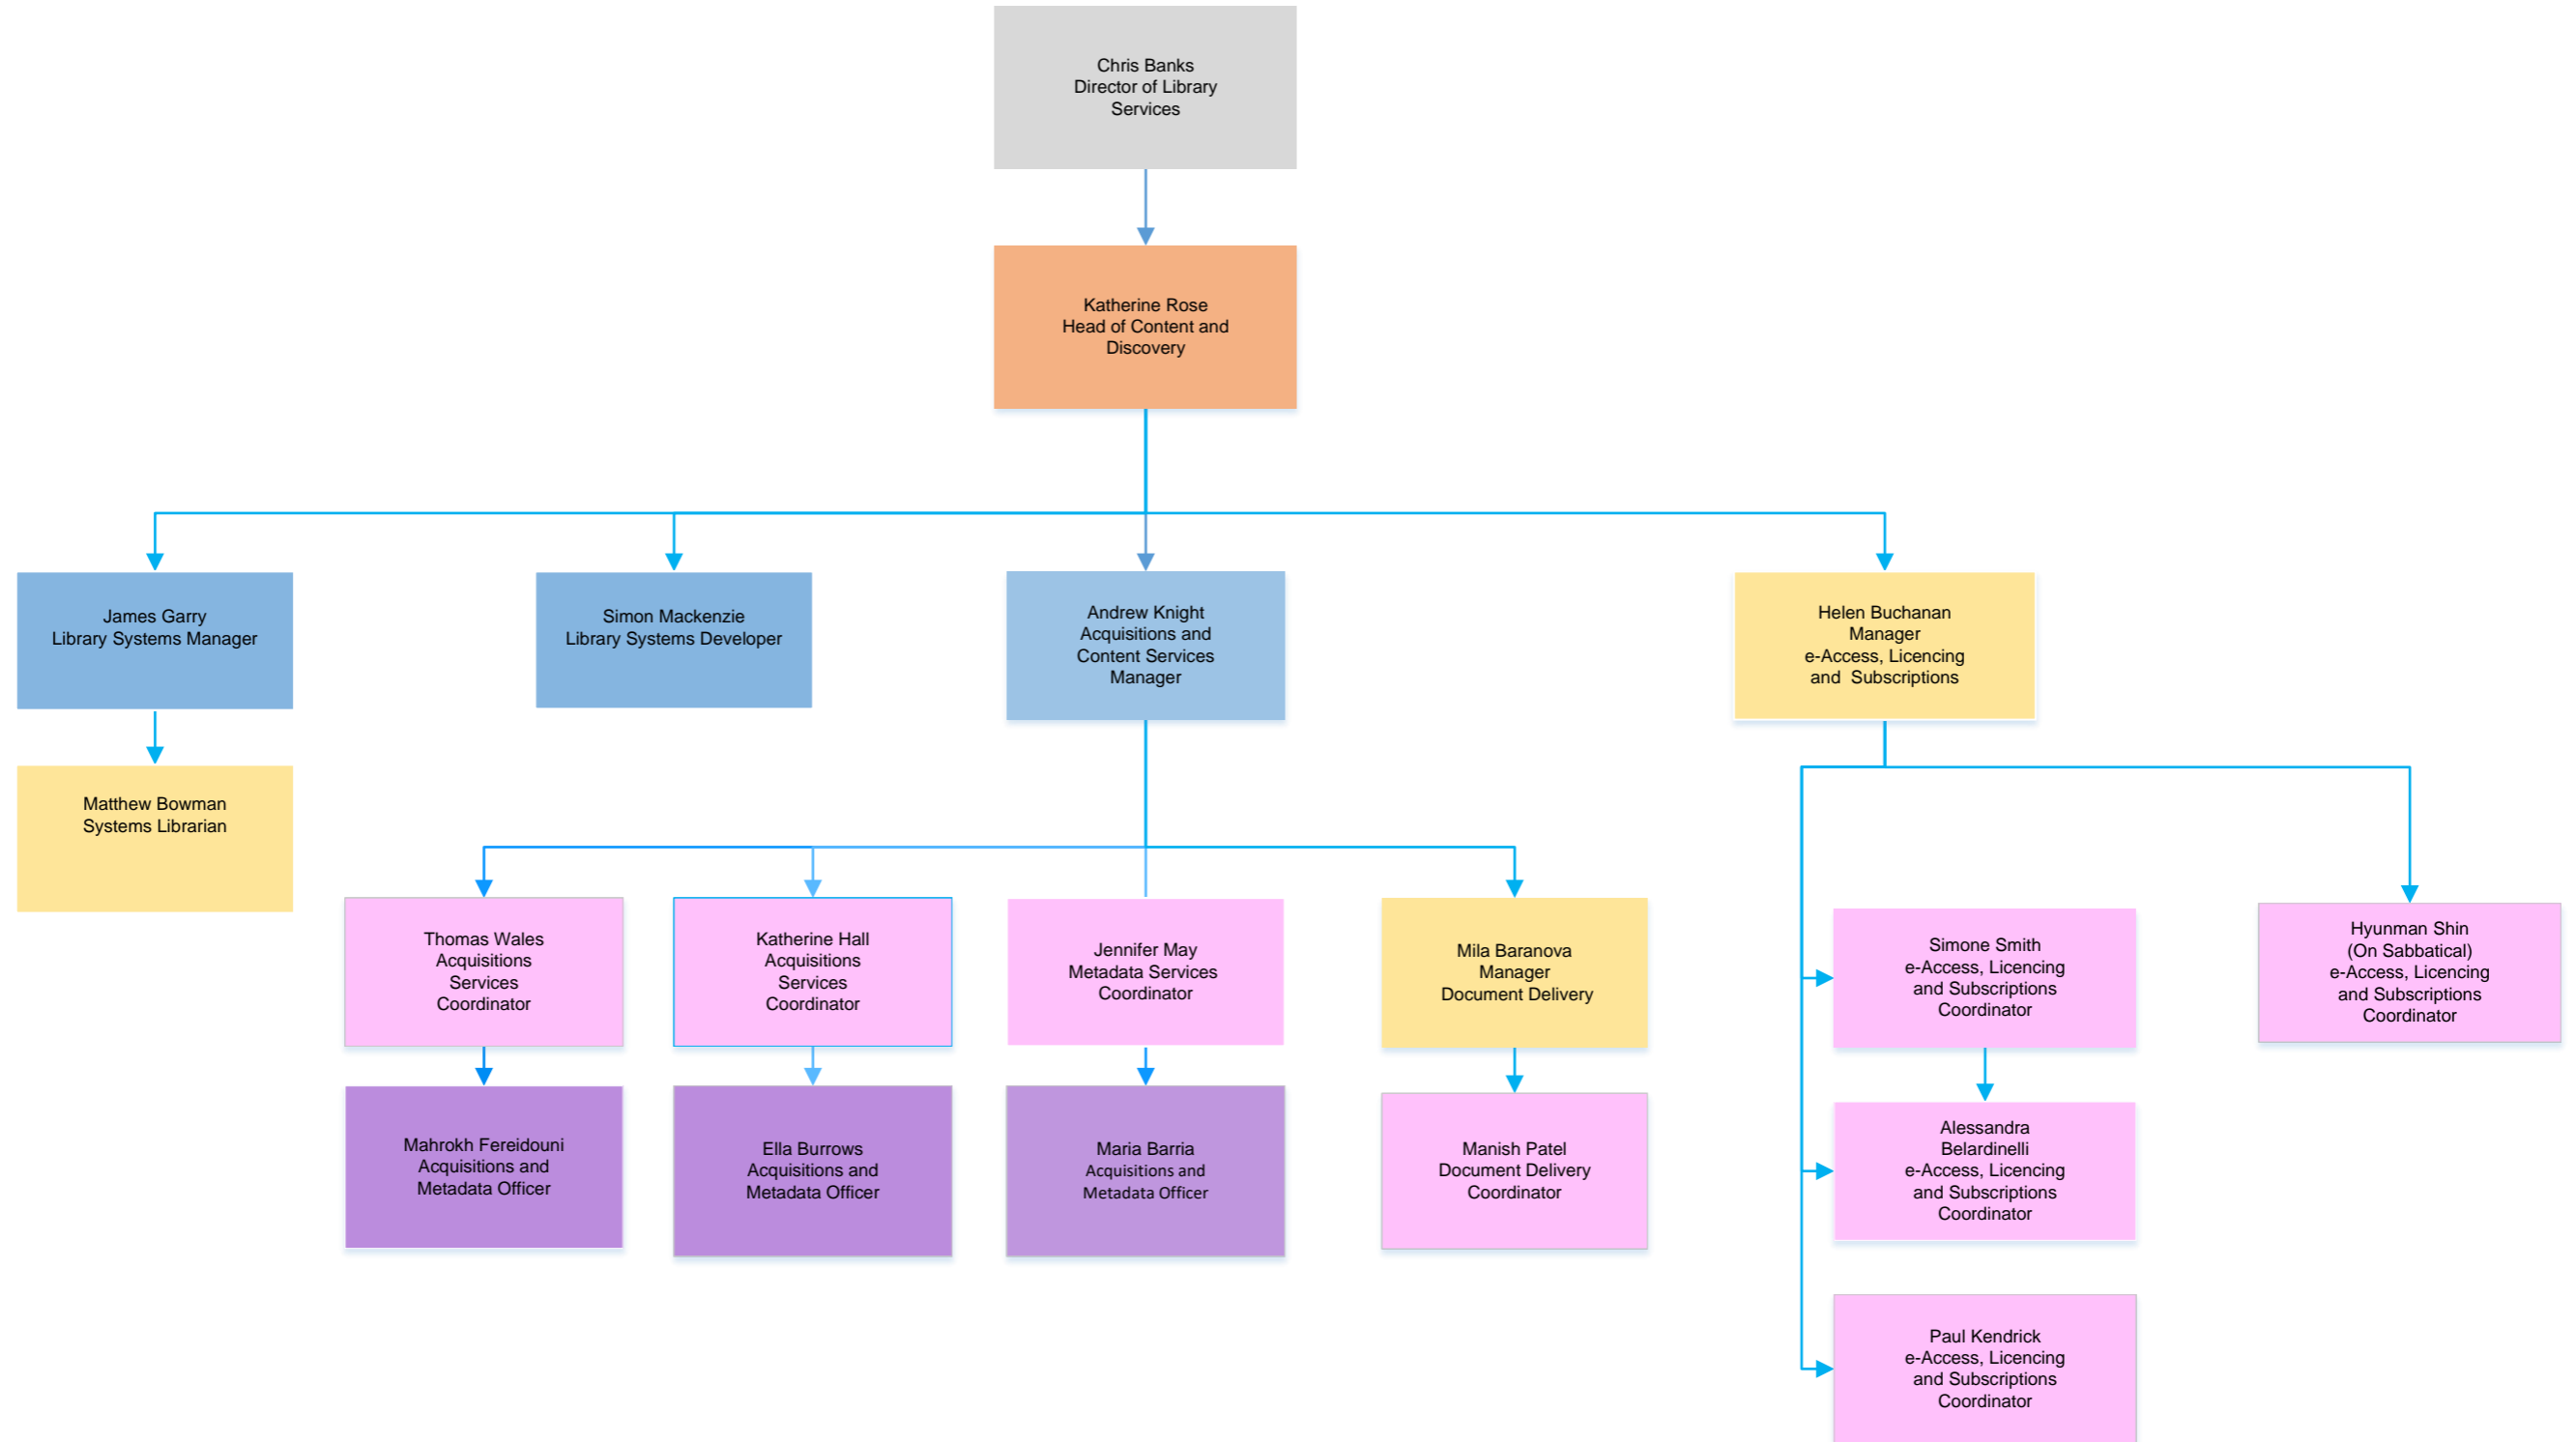 Chris Banks
Director of Library
Services
Katherine Rose
Head of Content and
Discovery
James Garry
Library Systems Manager
Simon Mackenzie
Library Systems Developer
Andrew Knight
Acquisitions and
Content Services
Manager
Helen Buchanan
Manager
e-Access, Licencing
and  Subscriptions
Matthew Bowman
Systems Librarian
Thomas Wales
Acquisitions
Services
Coordinator
Katherine Hall
Acquisitions
Services
Coordinator
Jennifer May
Metadata Services
Coordinator
Mila Baranova
Manager
Document Delivery
Simone Smith
e-Access, Licencing
and Subscriptions
Coordinator
Hyunman Shin
(On Sabbatical)
e-Access, Licencing
and Subscriptions
Coordinator
Mahrokh Fereidouni
Acquisitions and
Metadata Officer
Ella Burrows
Acquisitions and
Metadata Officer
Maria Barria
Acquisitions and
Metadata Officer
Manish Patel
Document Delivery
Coordinator
Alessandra
Belardinelli
e-Access, Licencing
and Subscriptions
Coordinator
Paul Kendrick
e-Access, Licencing
and Subscriptions
Coordinator